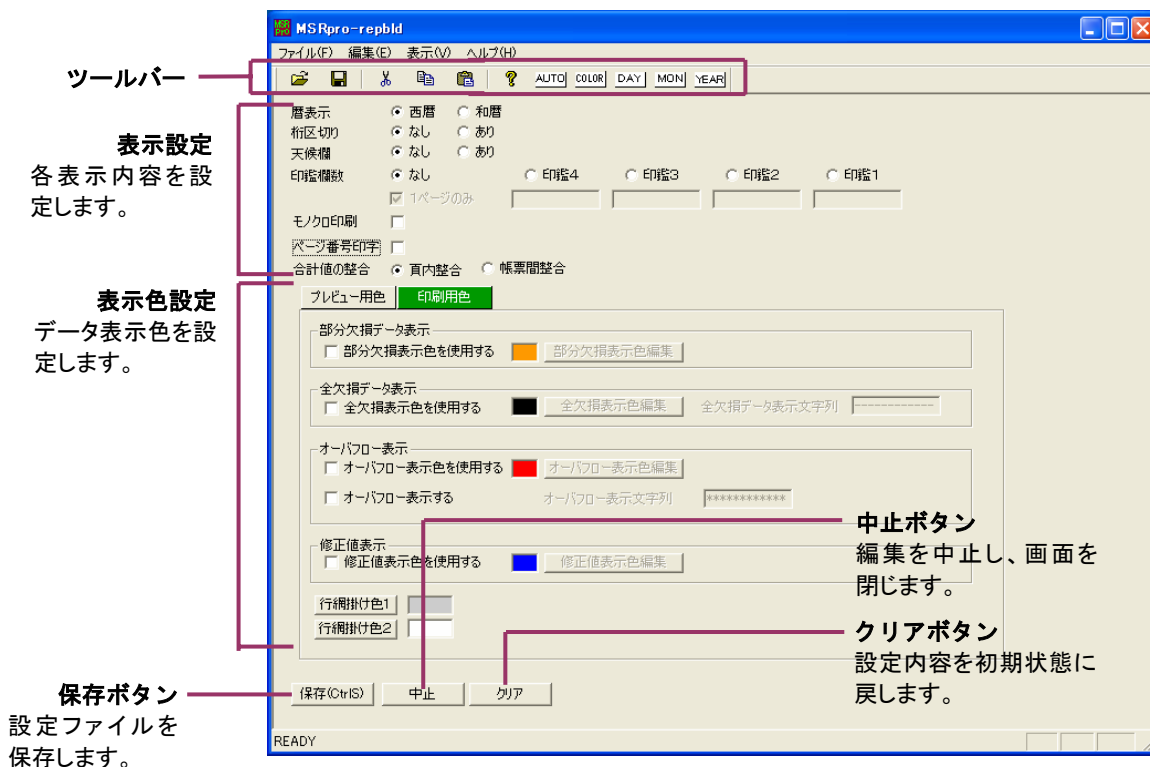 MSRpro-repbld
ファイル(F) 編集(E) 表示(V) ヘルプ(H)
AUTO COLOR DAY MON YEAR
ツールバー
表示設定
各表示内容を設
定します。
暦表示 西暦 和暦
桁区切り なし あり
天候欄 なし あり
印鑑欄数 なし 印鑑4 印鑑3 印鑑2 印鑑1
1ページのみ
モノクロ印刷
ページ番号印字
合計値の整合 頁内整合 帳票間整合
表示色設定
データ表示色を設
定します。
プレビュー用色 印刷用色
部分欠損データ表示
部分欠損表示色を使用する 部分欠損表示色編集
全欠損データ表示
全欠損表示色を使用する 全欠損表示色編集 全欠損データ表示文字列 ------------
オーバフロー表示
オーバフロー表示色を使用する オーバフロー表示色編集
オーバフロー表示する オーバフロー表示文字列 ************
修正値表示
修正値表示色を使用する 修正値表示色編集
行網掛け色1
行網掛け色2
中止ボタン
編集を中止し、画面を
閉じます。
クリアボタン
設定内容を初期状態に
戻します。
保存ボタン
設定ファイルを
保存します。
保存(CtrlS) 中止 クリア
READY